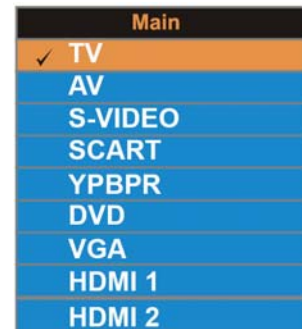 Main
✓ TV
AV
S-VIDEO
SCART
YPBPR
DVD
VGA
HDMI 1
HDMI 2